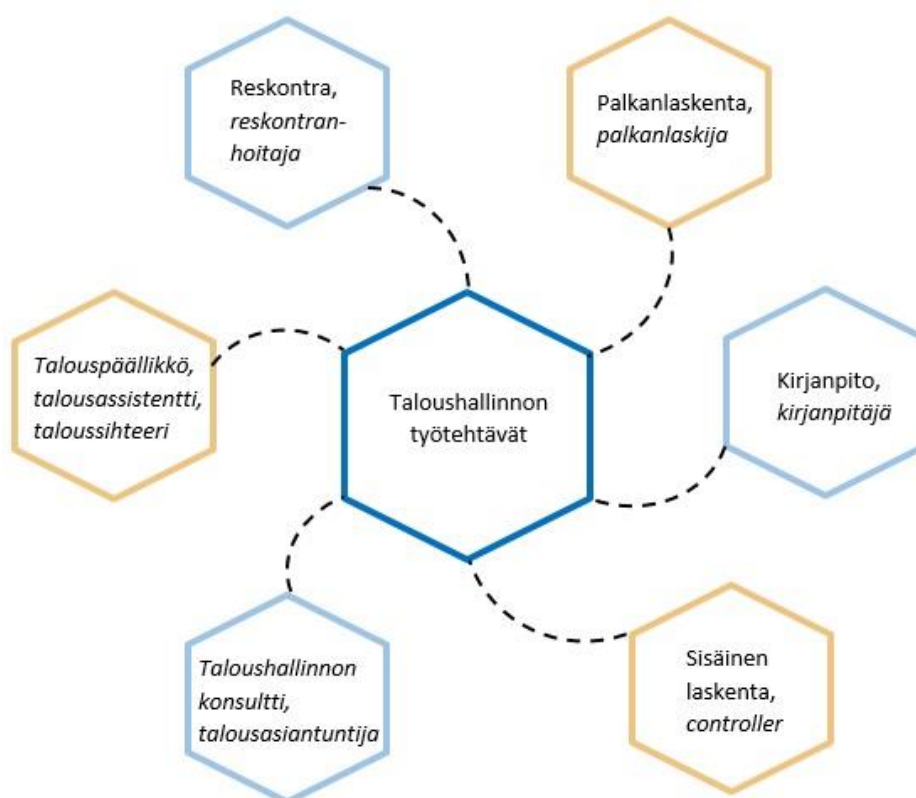 Reskontra,
reskontran-
hoitaja
Palkanlaskenta,
palkanlaskija
Talouspäällikkö,
talousassistentti,
taloussihteeri
Taloushallinnon
työtehtävät
Kirjanpito,
kirjanpitäjä
Taloushallinnon
konsultti,
talousasiantuntija
Sisäinen
laskenta,
controller